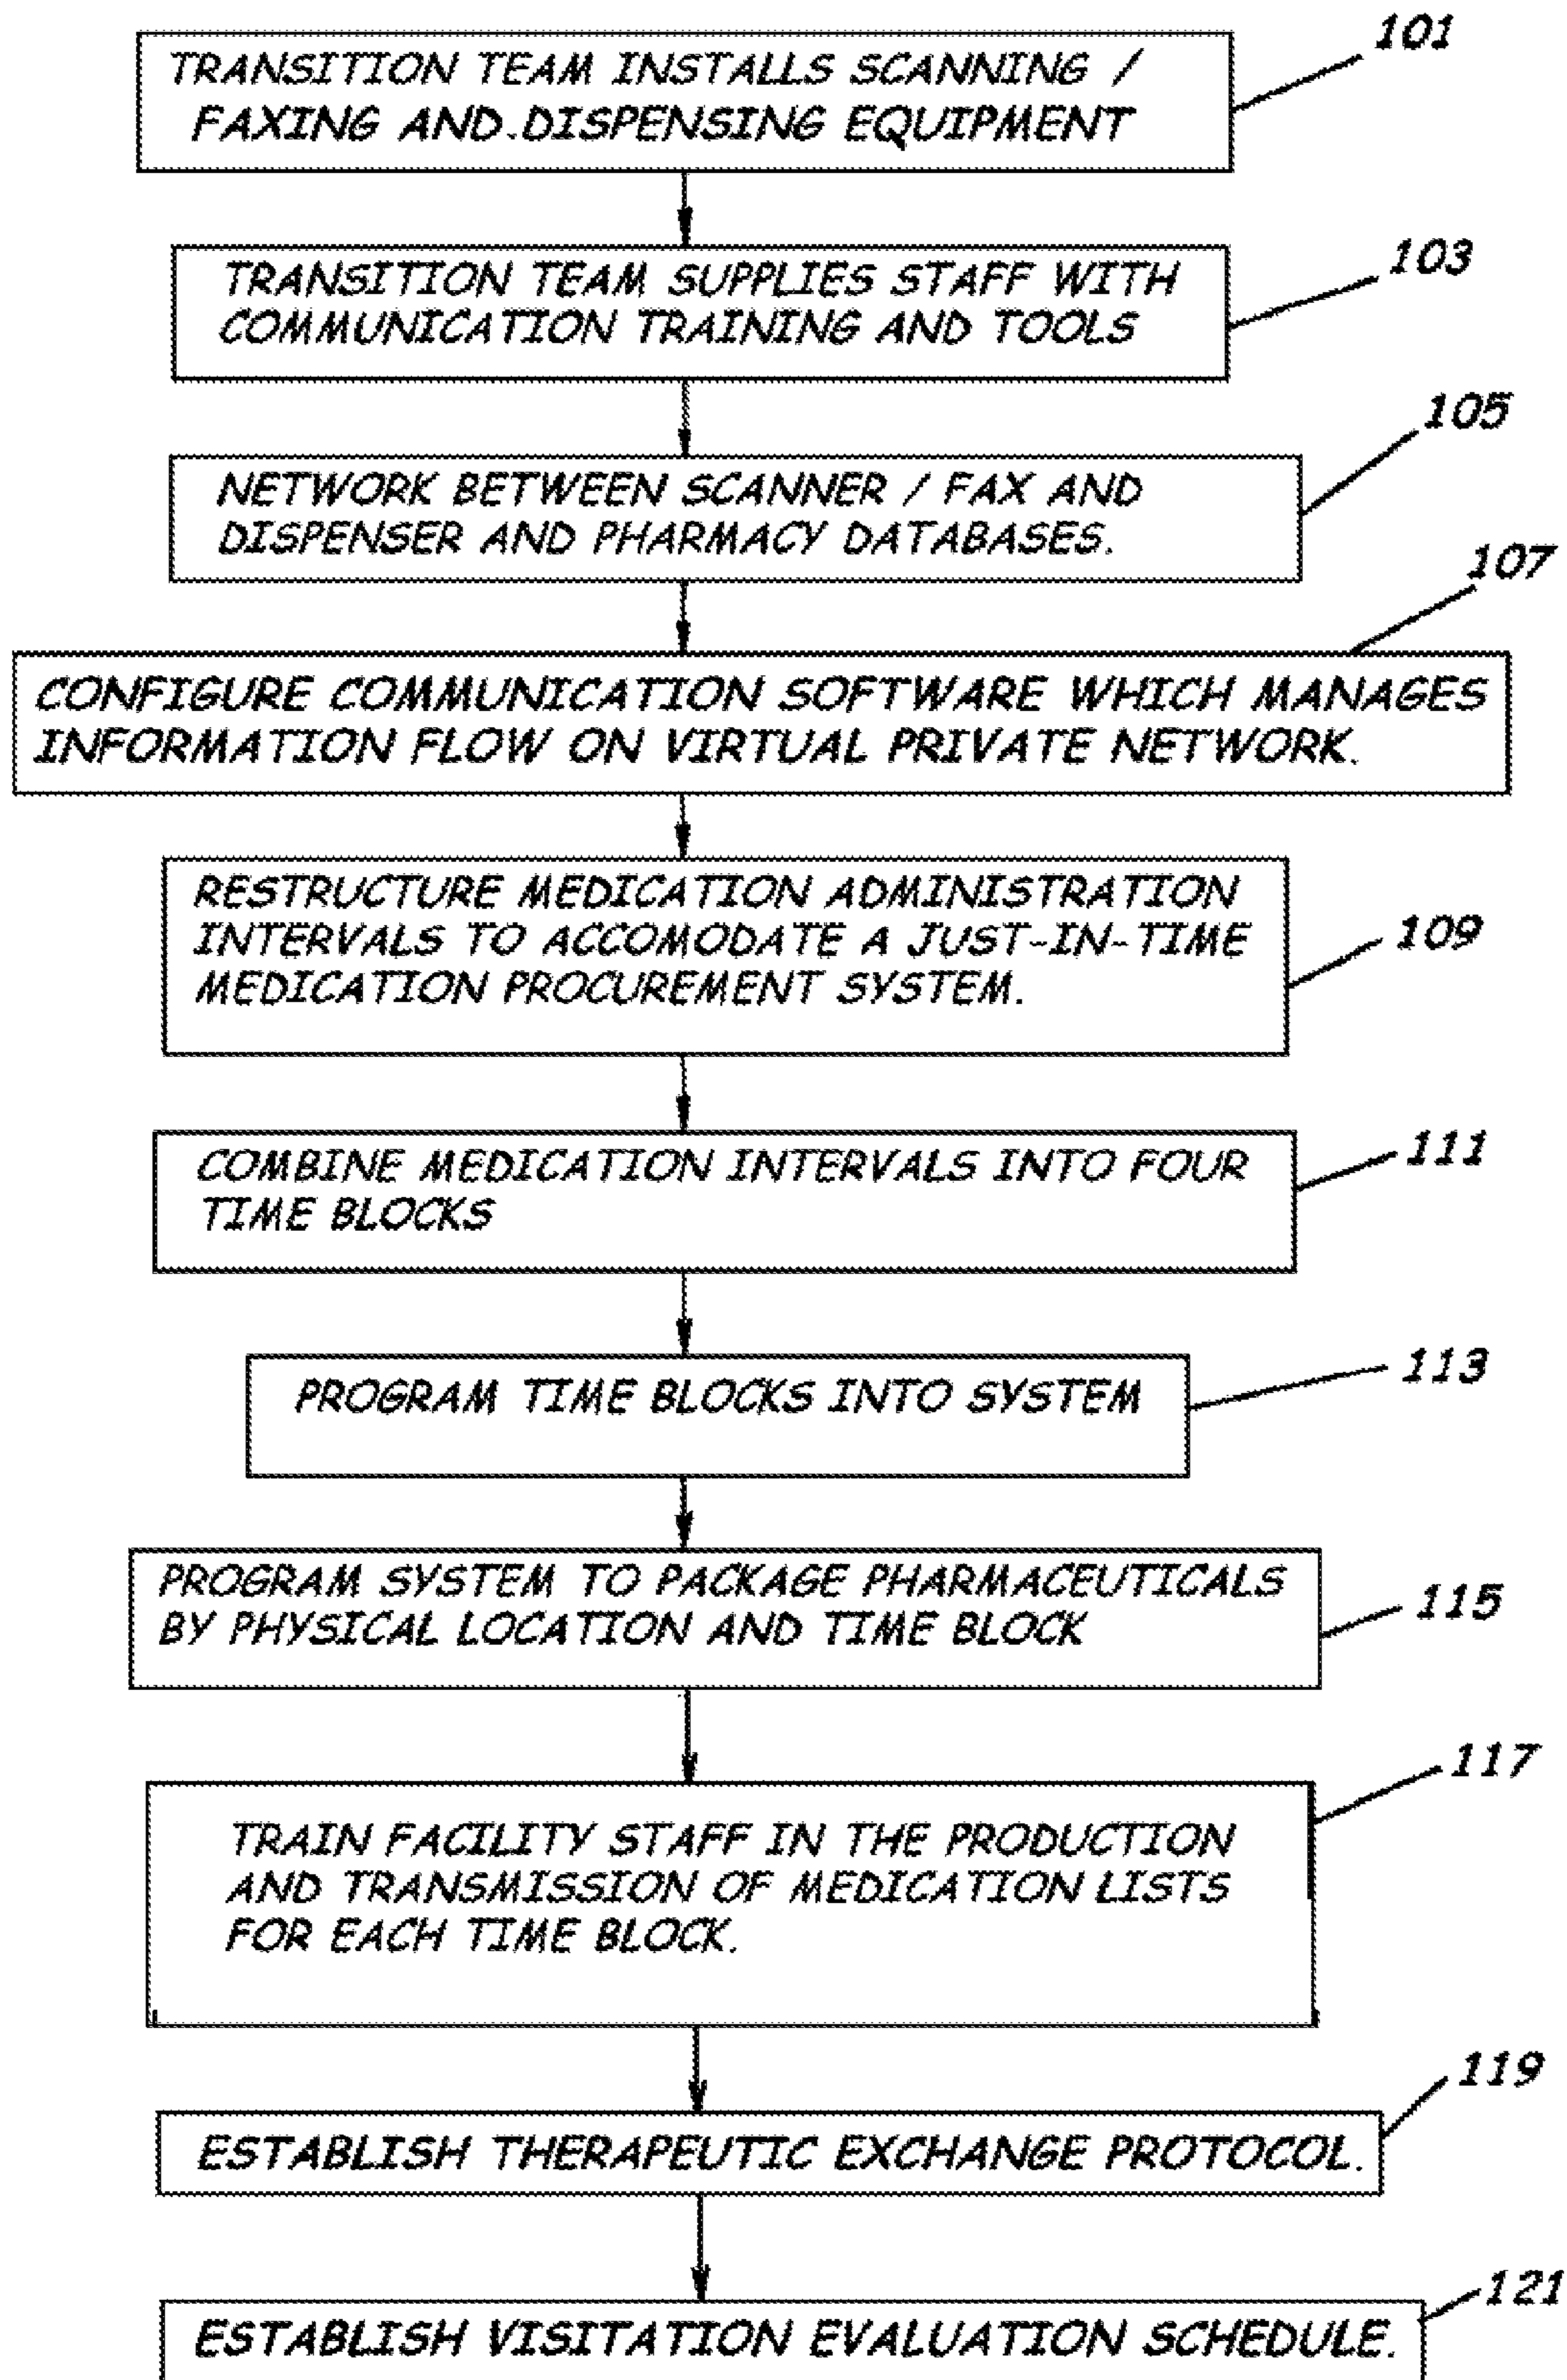 101
TRANSITION TEAM INSTALLS SCANNING /
FAXING AND DISPENSING EQUIPMENT
103
TRANSITION TEAM SUPPLIES STAFF WITH
COMMUNICATION TRAINING AND TOOLS
105
NETWORK BETWEEN SCANNER / FAX AND
DISPENSER AND PHARMACY DATABASES.
107
CONFIGURE COMMUNICATION SOFTWARE WHICH MANAGES
INFORMATION FLOW ON VIRTUAL PRIVATE NETWORK.
RESTRUCTURE MEDICATION ADMINISTRATION
INTERVALS TO ACCOMODATE A JUST-IN-TIME
MEDICATION PROCUREMENT SYSTEM.
109
COMBINE MEDICATION INTERVALS INTO FOUR
TIME BLOCKS
111
PROGRAM TIME BLOCKS INTO SYSTEM
113
PROGRAM SYSTEM TO PACKAGE PHARMACEUTICALS
BY PHYSICAL LOCATION AND TIME BLOCK
115
117
TRAIN FACILITY STAFF IN THE PRODUCTION
AND TRANSMISSION OF MEDICATION LISTS
FOR EACH TIME BLOCK.
119
ESTABLISH THERAPEUTIC EXCHANGE PROTOCOL.
121
ESTABLISH VISITATION EVALUATION SCHEDULE.